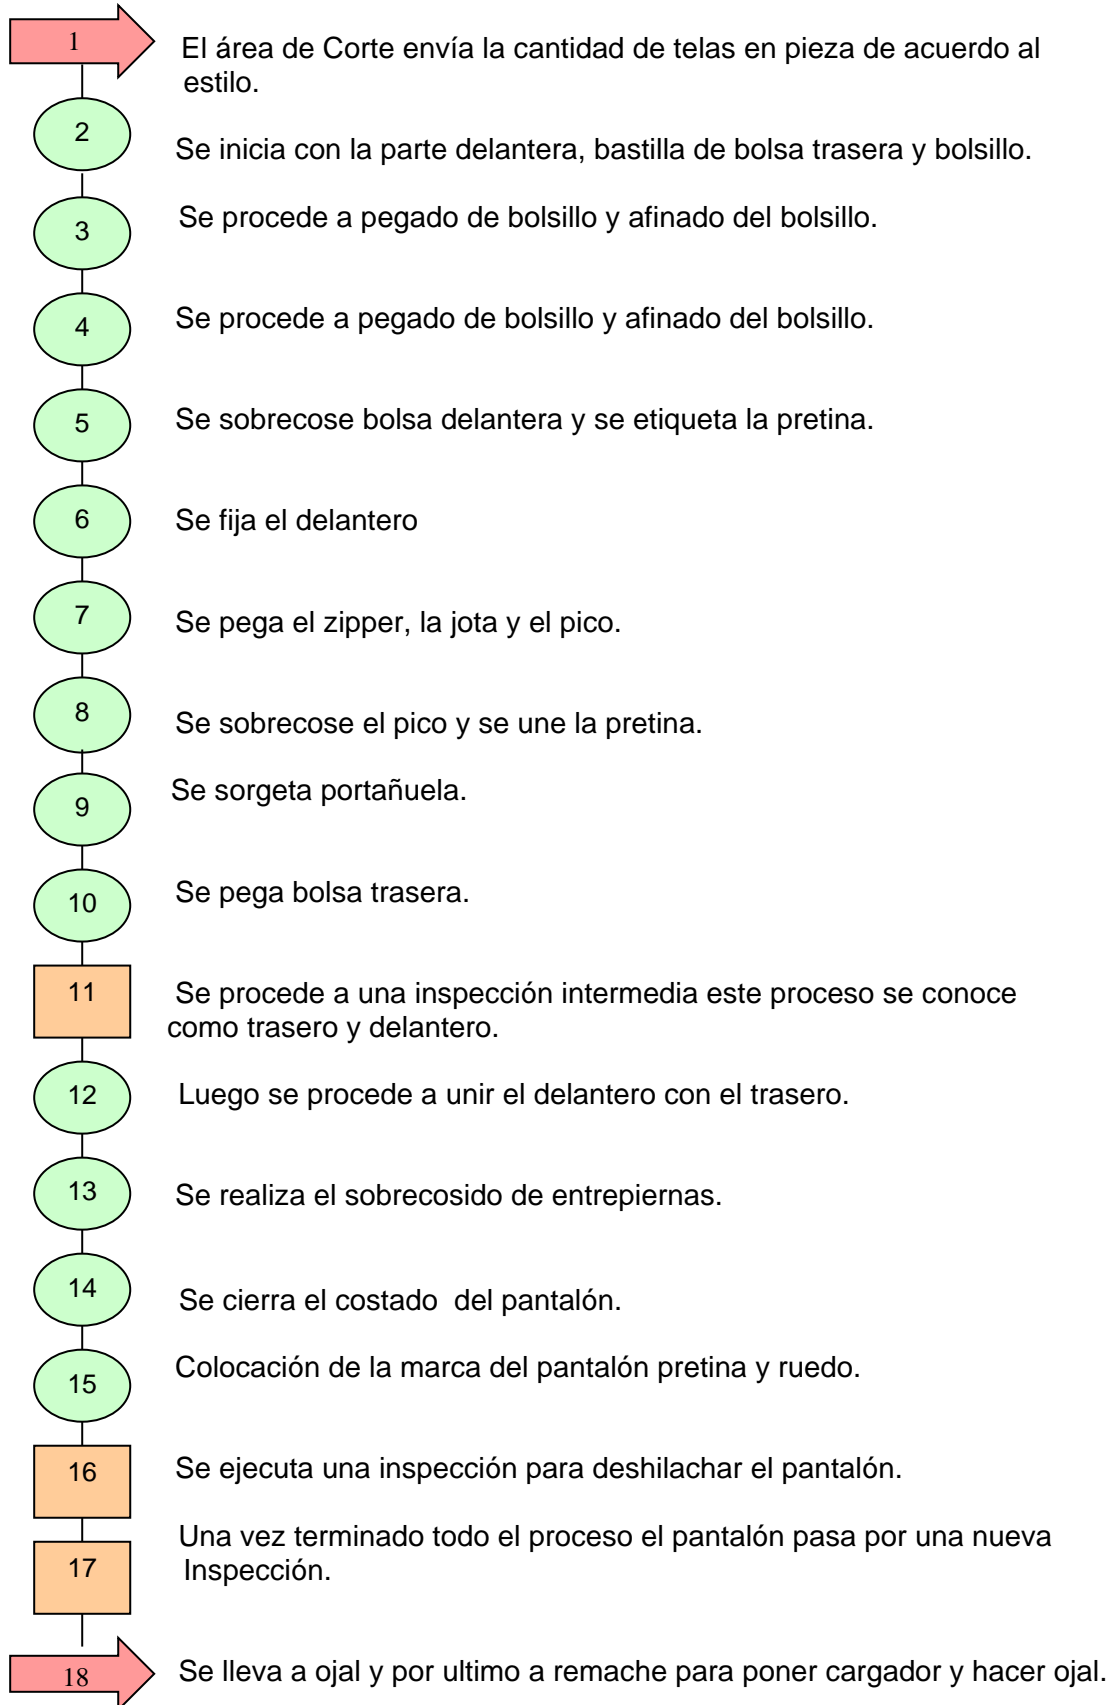 1
El área de Corte envía la cantidad de telas en pieza de acuerdo al
estilo.
2
Se inicia con la parte delantera, bastilla de bolsa trasera y bolsillo.
3
Se procede a pegado de bolsillo y afinado del bolsillo.
4
Se procede a pegado de bolsillo y afinado del bolsillo.
5
Se sobrecose bolsa delantera y se etiqueta la pretina.
6
Se fija el delantero
7
Se pega el zipper, la jota y el pico.
8
Se sobrecose el pico y se une la pretina.
9
Se sorgeta portañuela.
10
Se pega bolsa trasera.
11
Se procede a una inspección intermedia este proceso se conoce
como trasero y delantero.
12
Luego se procede a unir el delantero con el trasero.
13
Se realiza el sobrecosido de entrepiernas.
14
Se cierra el costado  del pantalón.
15
Colocación de la marca del pantalón pretina y ruedo.
16
Se ejecuta una inspección para deshilachar el pantalón.
17
Una vez terminado todo el proceso el pantalón pasa por una nueva
Inspección.
18
Se lleva a ojal y por ultimo a remache para poner cargador y hacer ojal.